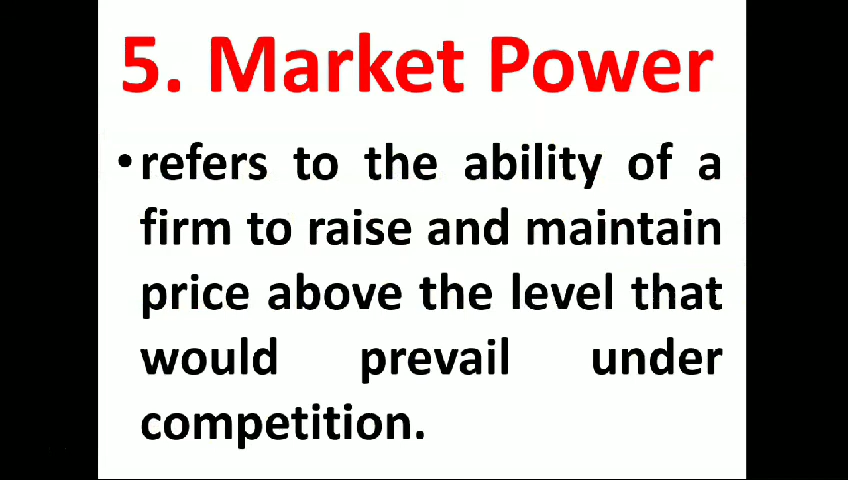 5. Market Power
•refers to the ability of a
firm to raise and maintain
price above the level that
would prevail under
competition.